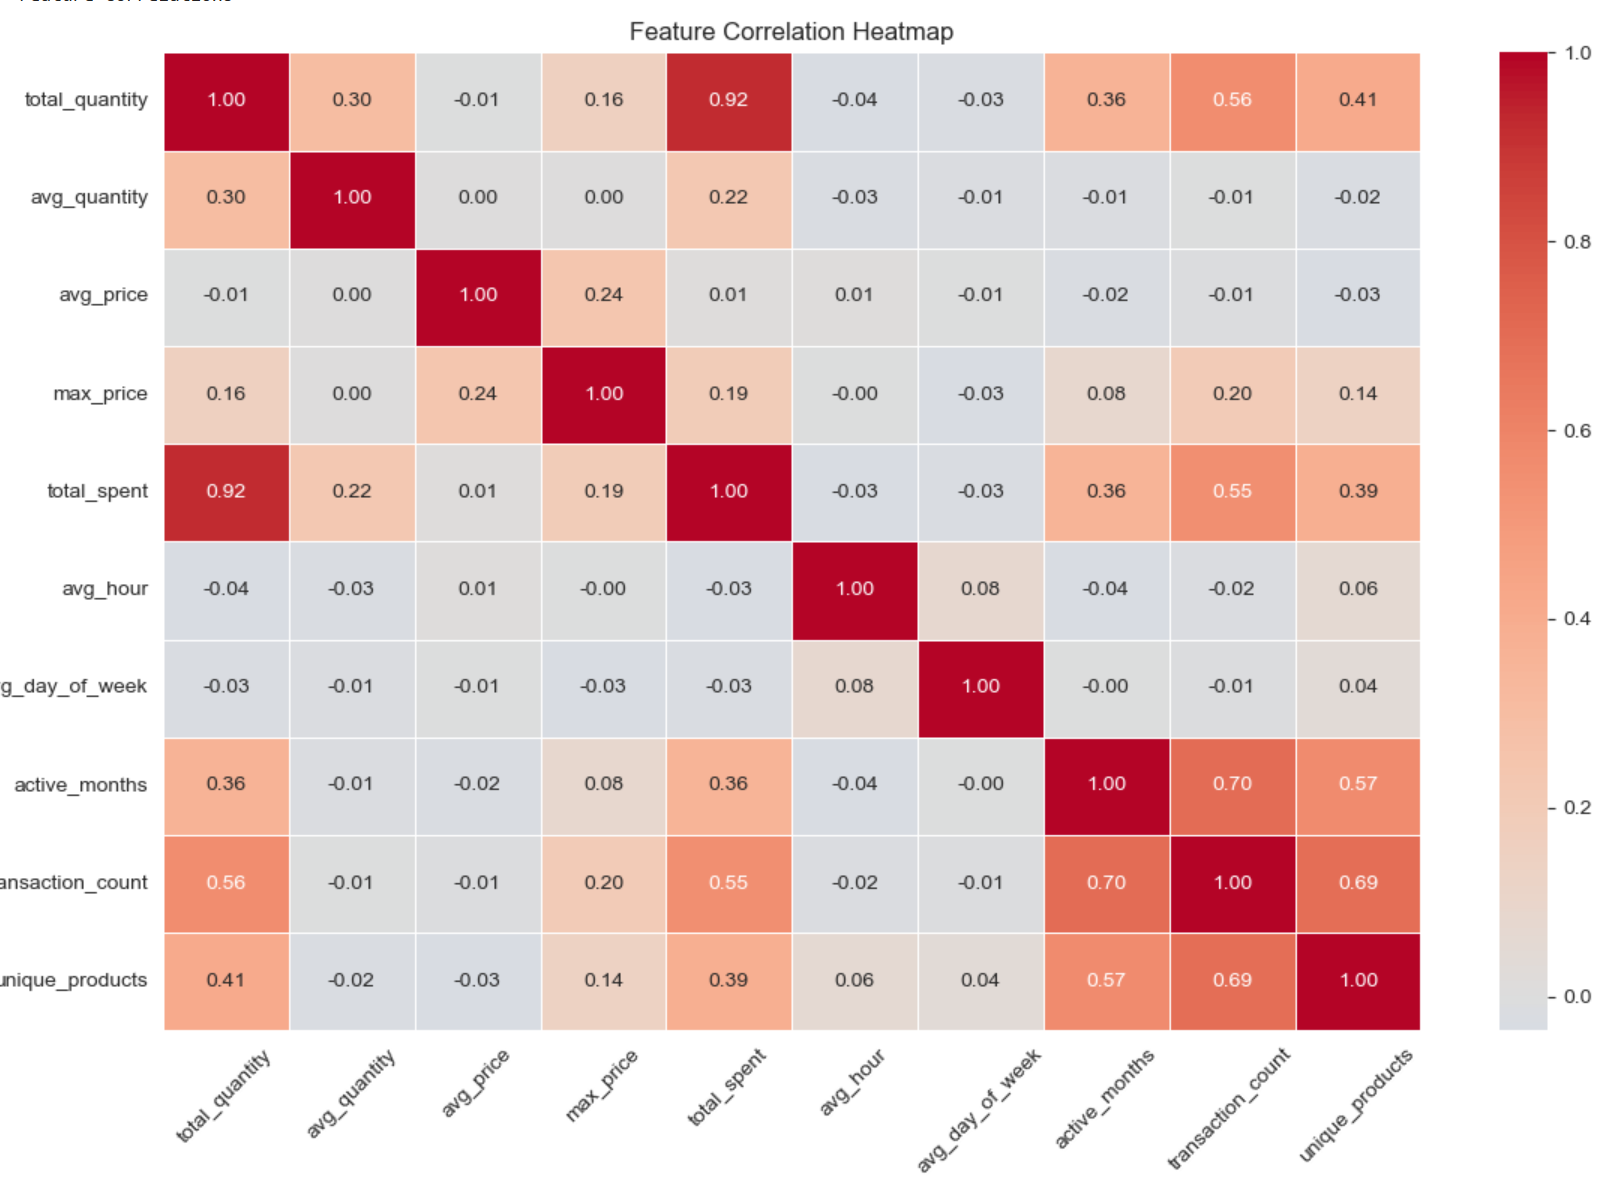 Feature Correlation Heatmap
total_quantity 1.00 0.30 -0.01 0.16 0.92 -0.04 -0.03 0.36 0.56 0.41
avg_quantity 0.30 1.00 0.00 0.00 0.22 -0.03 -0.01 -0.01 -0.01 -0.02
avg_price -0.01 0.00 1.00 0.24 0.01 0.01 -0.01 -0.02 -0.01 -0.03
max_price 0.16 0.00 0.24 1.00 0.19 -0.00 -0.03 0.08 0.20 0.14
total_spent 0.92 0.22 0.01 0.19 1.00 -0.03 -0.03 0.36 0.55 0.39
avg_hour -0.04 -0.03 0.01 -0.00 -0.03 1.00 0.08 -0.04 -0.02 0.06
g_day_of_week -0.03 -0.01 -0.01 -0.03 -0.03 0.08 1.00 -0.00 -0.01 0.04
active_months 0.36 -0.01 -0.02 0.08 0.36 -0.04 -0.00 1.00 0.70 0.57
ansaction_count 0.56 -0.01 -0.01 0.20 0.55 -0.02 -0.01 0.70 1.00 0.69
unique_products 0.41 -0.02 -0.03 0.14 0.39 0.06 0.04 0.57 0.69 1.00
total_quantity avg_quantity avg_price max_price total_spent avg_hour avg_day_of_week active_months transaction_count unique_products
1.0
0.8
0.6
0.4
0.2
0.0